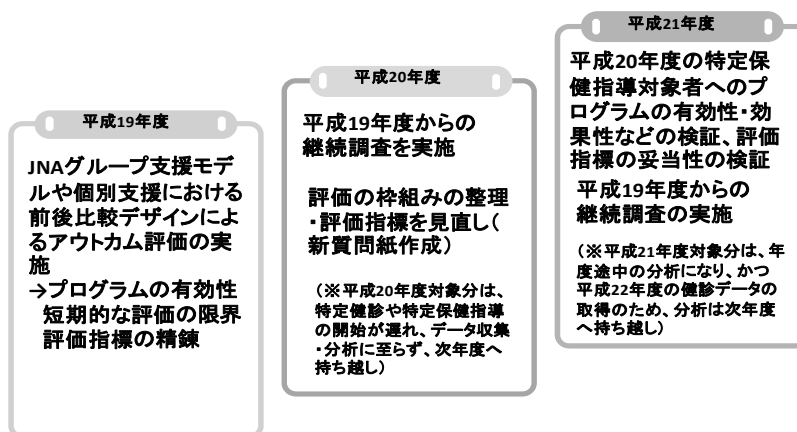 平成19年度
JNAグループ支援モデ
ルや個別支援における
前後比較デザインによ
るアウトカム評価の実
施
→プログラムの有効性
短期的な評価の限界
評価指標の精錬
平成20年度
平成19年度からの
継続調査を実施
評価の枠組みの整理
・評価指標を見直し(
新質問紙作成)
(※平成20年度対象分は、
特定健診や特定保健指導
の開始が遅れ、データ収集
・分析に至らず、次年度へ
持ち越し)
平成21年度
平成20年度の特定保
健指導対象者へのプ
ログラムの有効性・効
果性などの検証、評価
指標の妥当性の検証
平成19年度からの
継続調査の実施
(※平成21年度対象分は、年
度途中の分析になり、かつ
平成22年度の健診データの
取得のため、分析は次年度
へ持ち越し)